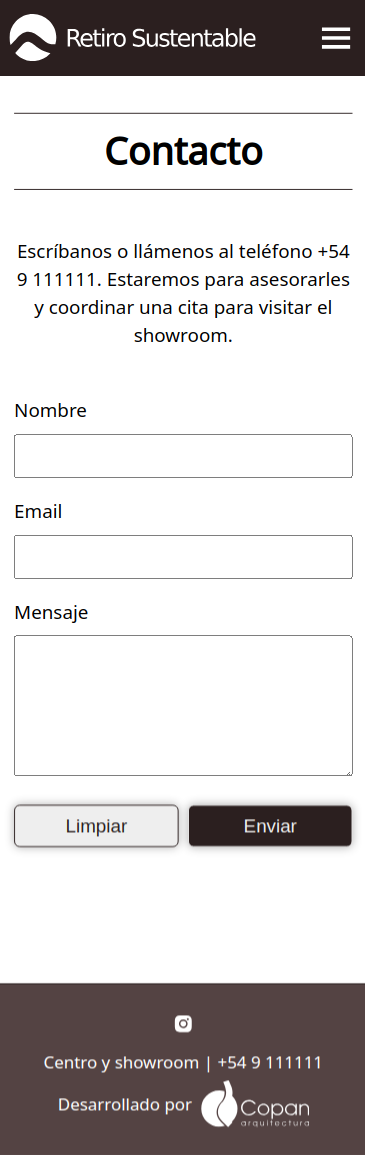 Retiro Sustentable
Contacto
Escríbanos o llámenos al teléfono +54
9 111111. Estaremos para asesorarles
y coordinar una cita para visitar el
showroom.
Nombre
Email
Mensaje
Limpiar
Enviar
Centro y showroom | +54 9 111111
Desarrollado por
Copan
arquitectura